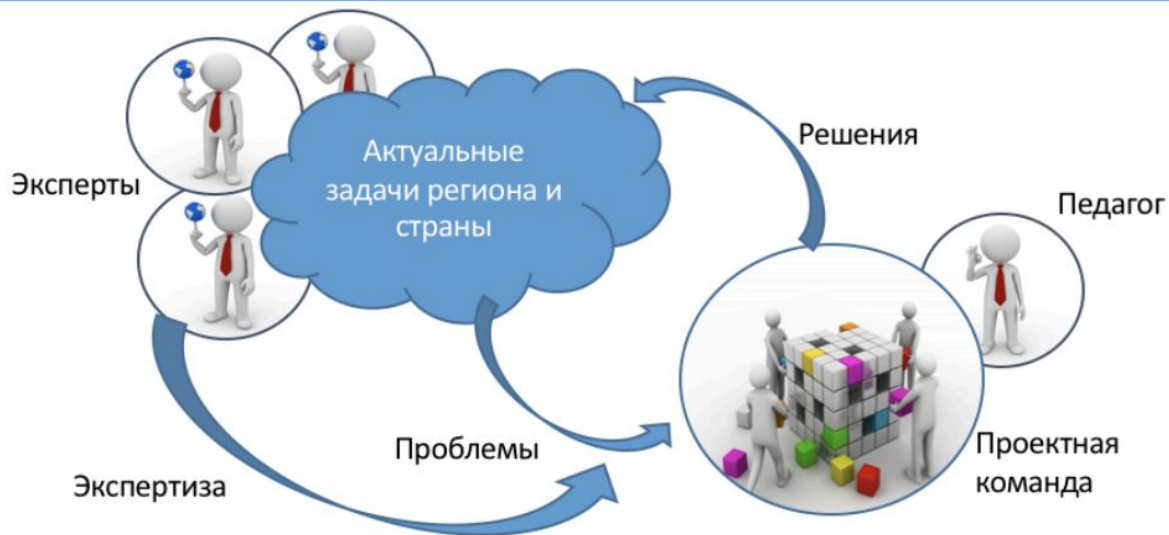 Эксперты
Актуальные
задачи региона и
страны
Решения
Педагог
Проблемы
Экспертиза
Проектная
команда